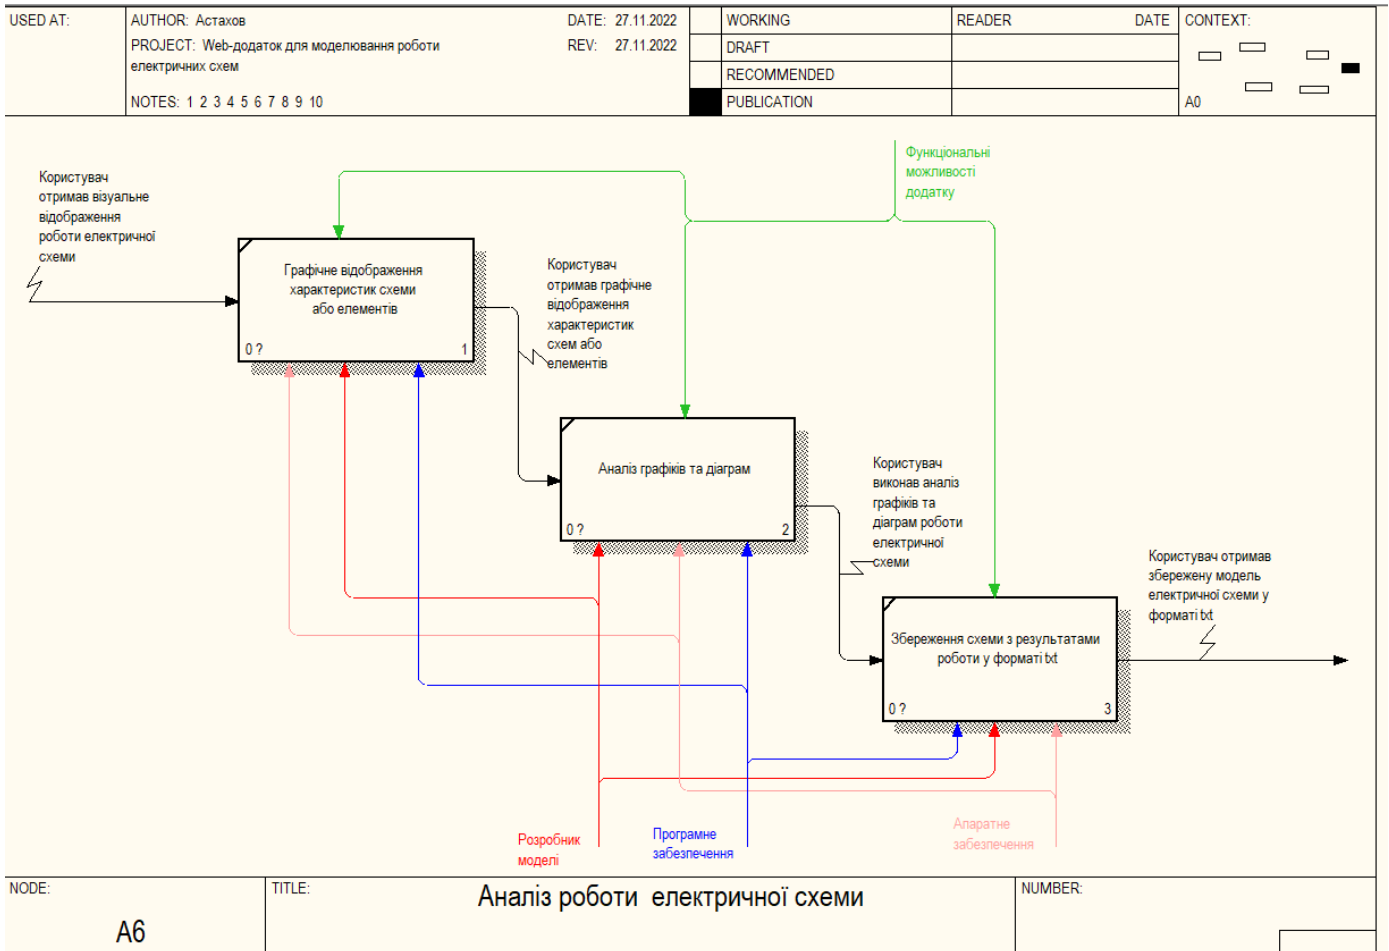 USED AT:
AUTHOR: Астахов
DATE: 27.11.2022
PROJECT: Web-додаток для моделювання роботи
електричних схем
REV: 27.11.2022
NOTES: 1 2 3 4 5 6 7 8 9 10
WORKING
DRAFT
RECOMMENDED
PUBLICATION
READER
DATE
CONTEXT:
A0
Користувач
отримав візуальне
відображення
роботи електричної
схеми
Функціональні
можливості
додатку
Графічне відображення
характеристик схеми
або елементів
0 ?
1
Користувач
отримав графічне
відображення
характеристик
схем або
елементів
Аналіз графіків та діаграм
0 ?
2
Користувач
виконав аналіз
графіків та
діаграм роботи
електричної
схеми
Збереження схеми з результатами
роботи у форматі txt
0 ?
3
Користувач отримав
збережену модель
електричної схеми у
форматі txt
Розробник
моделі
Програмне
забезпечення
Апаратне
забезпечення
NODE:
A6
TITLE:
Аналіз роботи електричної схеми
NUMBER: